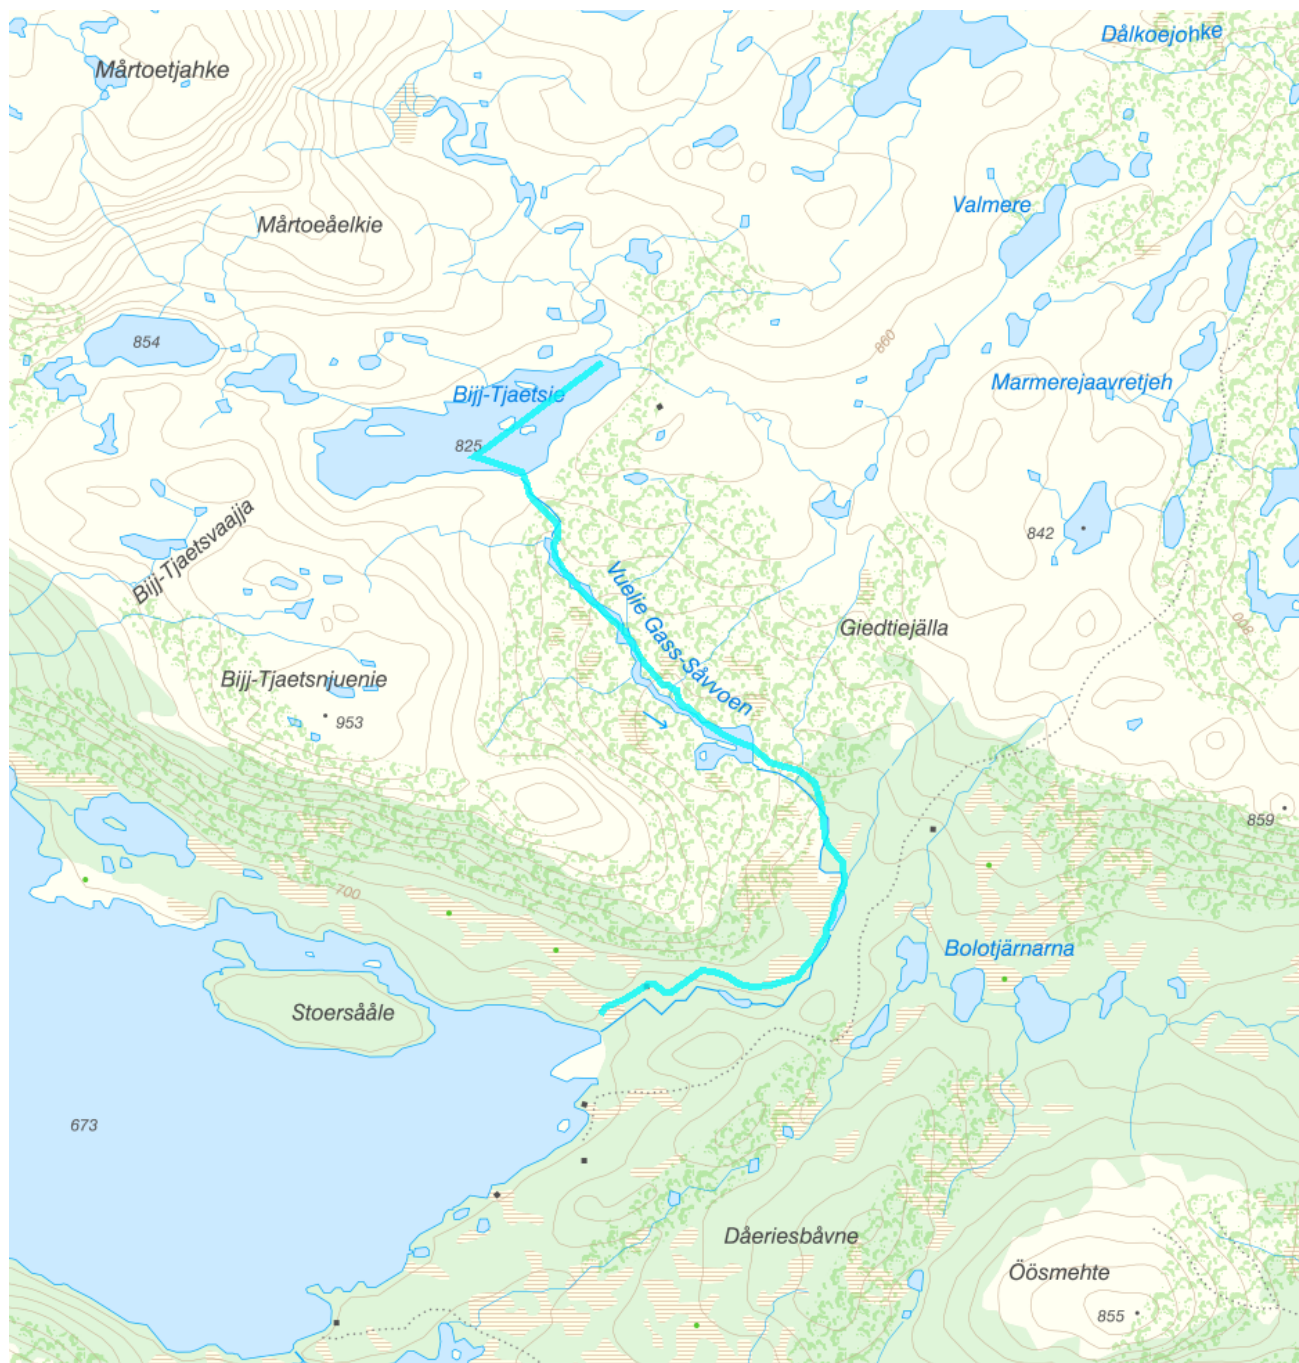 Dålkoejohke
Mårtoetjahke
Valmere
Mårtoeåelkie
854
860
Marmerejaavretjeh
Bijj-Tjaetsie
825
842
Bijj-Tjaetsvaajja
Vuelie Gass-Såvvoen
Giedtiejälla
800
Bijj-Tjaetsnjuenie
953
859
700
Bolotjärnarna
Stoersååle
673
Dåeriesbåvne
Öösmehte
855